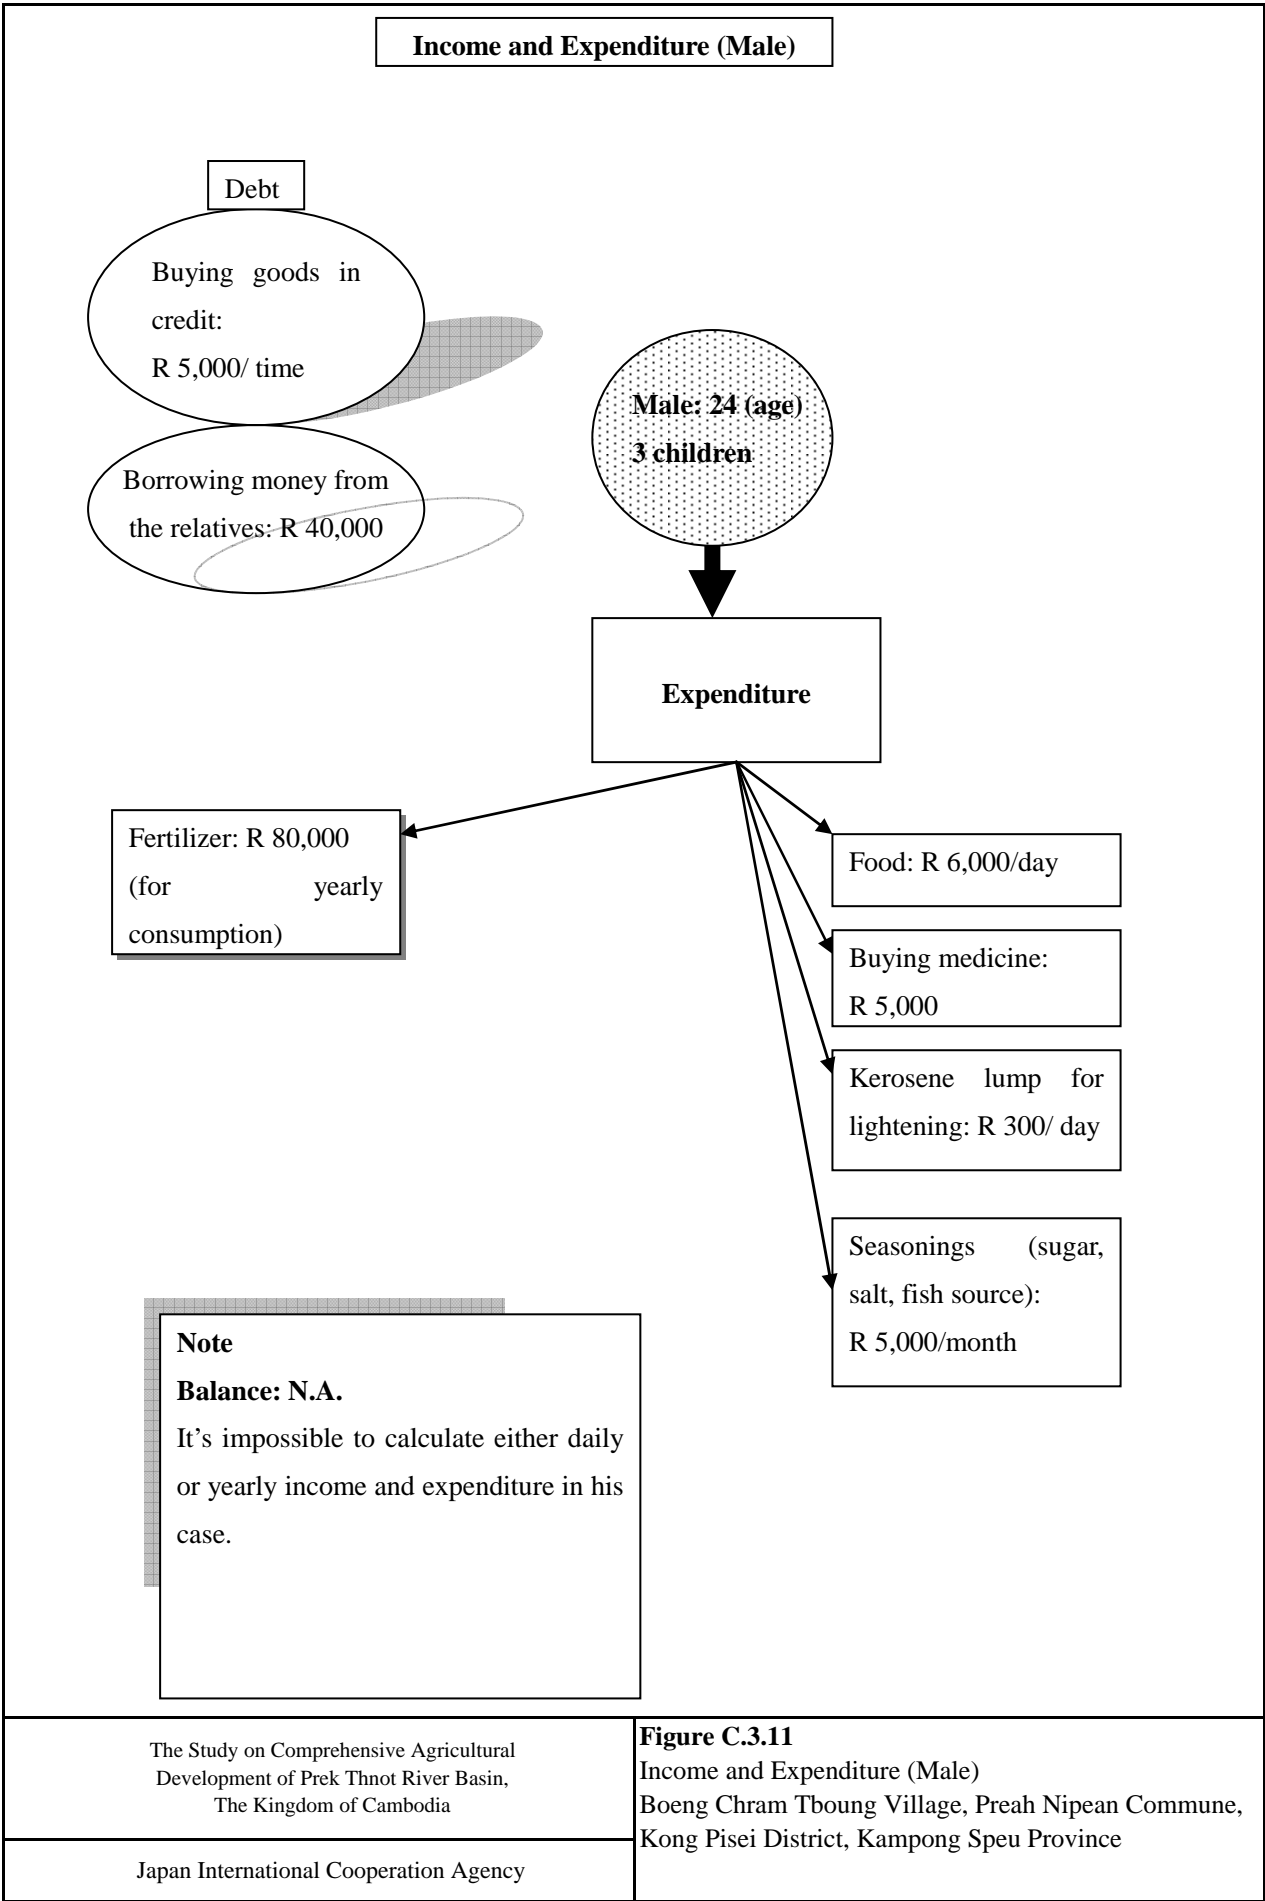 Income and Expenditure (Male)
Debt
Buying goods in
credit:
R 5,000/ time
Borrowing money from
the relatives: R 40,000
Male: 24 (age)
3 children
Expenditure
Fertilizer: R 80,000
(for yearly
consumption)
Food: R 6,000/day
Buying medicine:
R 5,000
Kerosene lump for
lightening: R 300/ day
Seasonings (sugar,
salt, fish source):
R 5,000/month
Note
Balance: N.A.
It’s impossible to calculate either daily
or yearly income and expenditure in his
case.
The Study on Comprehensive Agricultural
Development of Prek Thnot River Basin,
The Kingdom of Cambodia
Japan International Cooperation Agency
Figure C.3.11
Income and Expenditure (Male)
Boeng Chram Tboung Village, Preah Nipean Commune,
Kong Pisei District, Kampong Speu Province